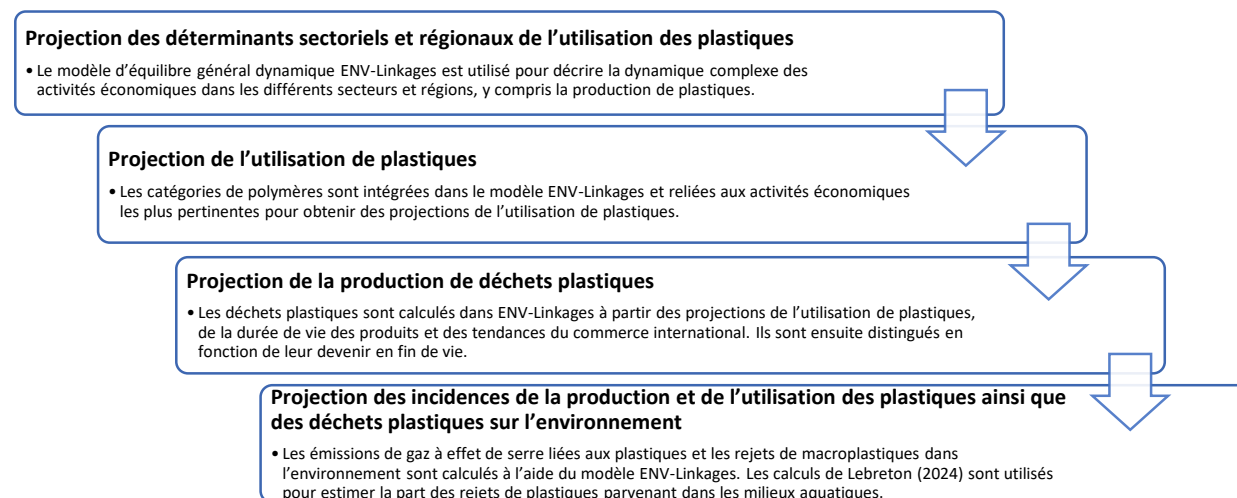 Projection des déterminants sectoriels et régionaux de l’utilisation des plastiques
• Le modèle d’équilibre général dynamique ENV-Linkages est utilisé pour décrire la dynamique complexe des
activités économiques dans les différents secteurs et régions, y compris la production de plastiques.
Projection de l’utilisation de plastiques
• Les catégories de polymères sont intégrées dans le modèle ENV-Linkages et reliées aux activités économiques
les plus pertinentes pour obtenir des projections de l’utilisation de plastiques.
Projection de la production de déchets plastiques
• Les déchets plastiques sont calculés dans ENV-Linkages à partir des projections de l’utilisation de plastiques,
de la durée de vie des produits et des tendances du commerce international. Ils sont ensuite distingués en
fonction de leur devenir en fin de vie.
Projection des incidences de la production et de l’utilisation des plastiques ainsi que
des déchets plastiques sur l’environnement
• Les émissions de gaz à effet de serre liées aux plastiques et les rejets de macroplastiques dans
l’environnement sont calculés à l’aide du modèle ENV-Linkages. Les calculs de Lebreton (2024) sont utilisés
pour estimer la part des rejets de plastiques parvenant dans les milieux aquatiques.